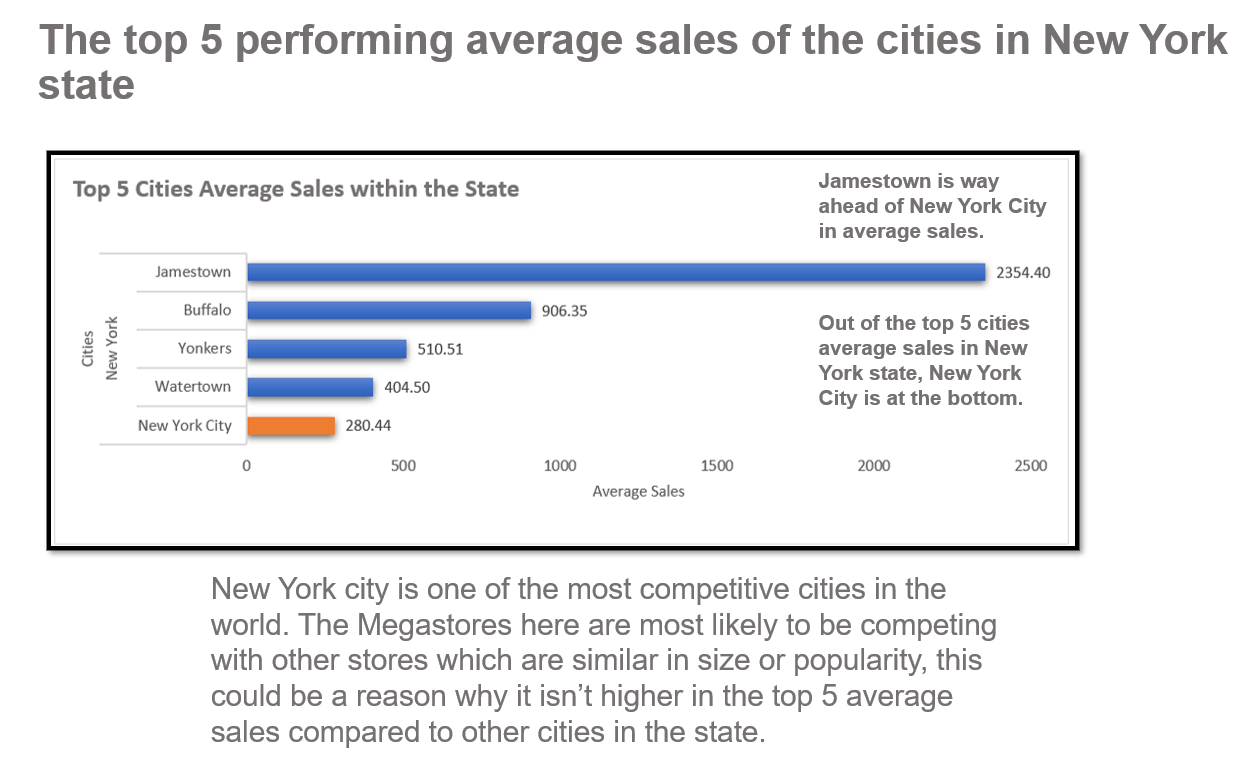 The top 5 performing average sales of the cities in New York
state
Top 5 Cities Average Sales within the State
Jamestown is way
ahead of New York City
in average sales.
Jamestown
2354.40
Buffalo
906.35
Yonkers
510.51
Watertown
404.50
New York City
280.44
Cities
New York
Out of the top 5 cities
average sales in New
York state, New York
City is at the bottom.
0 500 1000 1500 2000 2500
Average Sales
New York city is one of the most competitive cities in the
world. The Megastores here are most likely to be competing
with other stores which are similar in size or popularity, this
could be a reason why it isn’t higher in the top 5 average
sales compared to other cities in the state.